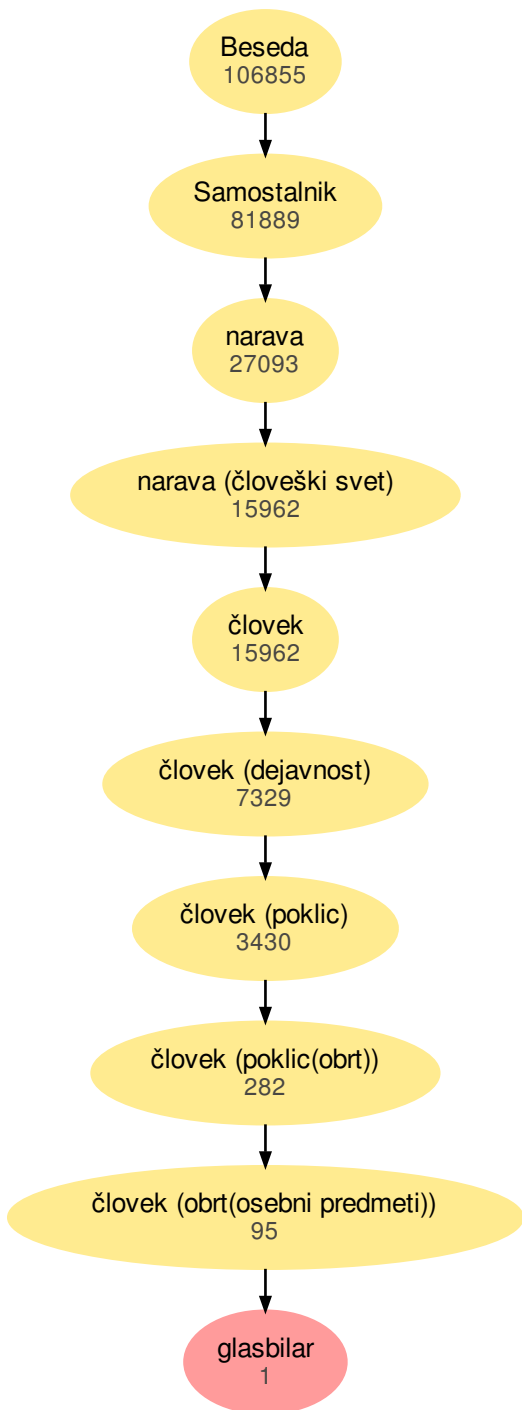 Beseda
106855
Samostalnik
81889
narava
27093
narava (človeški svet)
15962
človek
15962
človek (dejavnost)
7329
človek (poklic)
3430
človek (poklic(obrt))
282
človek (obrt(osebni predmeti))
95
glasbilar
1